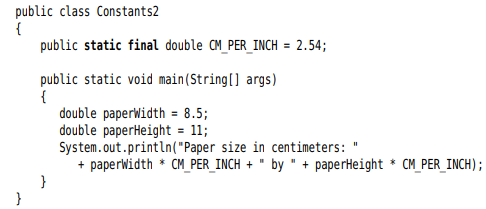 public class Constants2
{
public static final double CM_PER_INCH = 2.54;
public static void main(String[] args)
{
double paperWidth = 8.5;
double paperHeight = 11;
System.out.println("Paper size in centimeters: "
+ paperWidth * CM_PER_INCH + " by " + paperHeight * CM_PER_INCH);
}
}